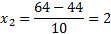 x₂ = (64 − 44)/10 = 2